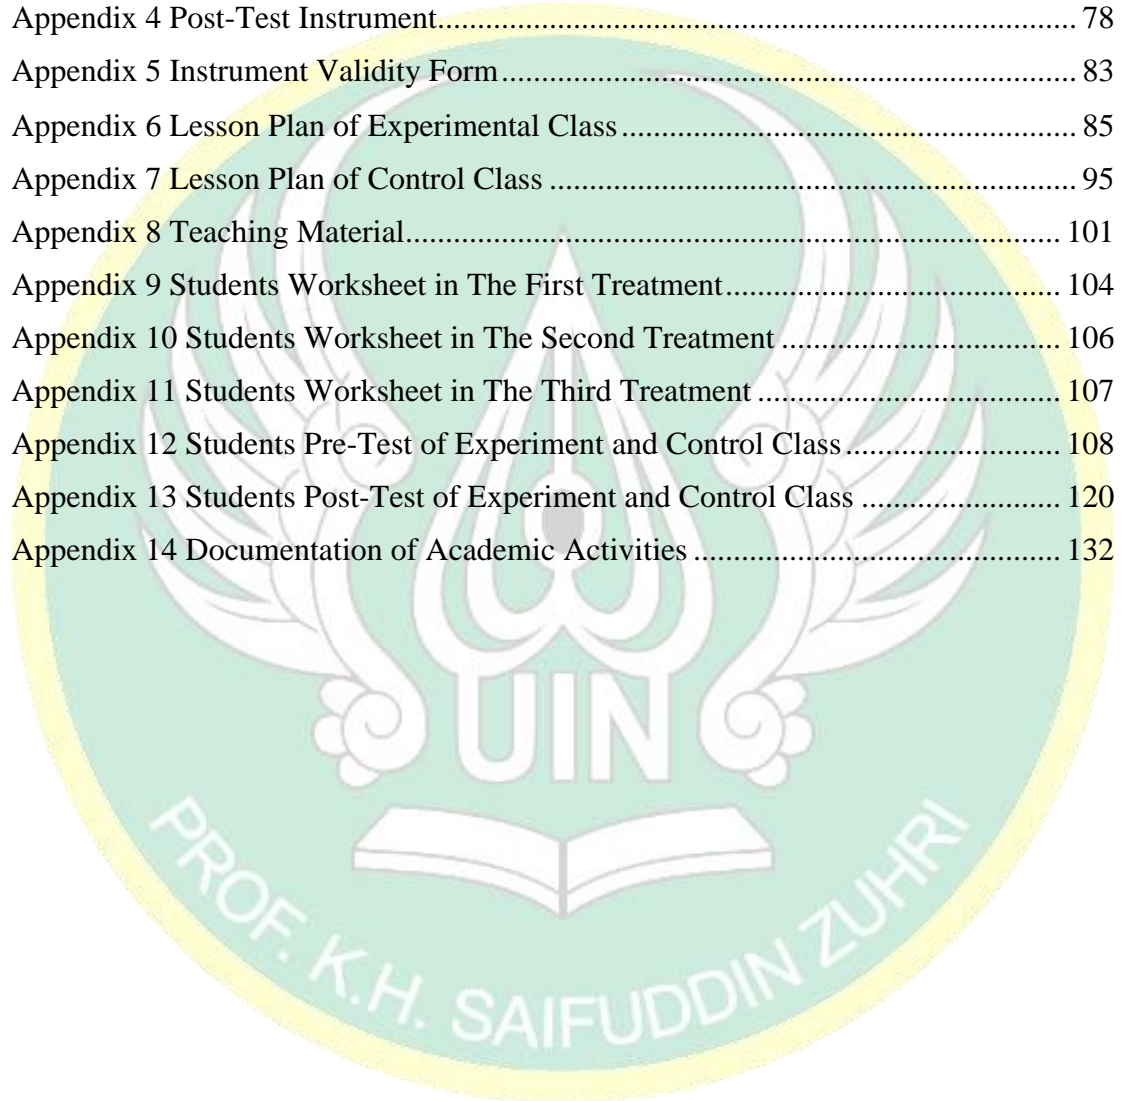 Appendix 4 Post-Test Instrument.......................................................................................... 78
Appendix 5 Instrument Validity Form................................................................................ 83
Appendix 6 Lesson Plan of Experimental Class................................................................ 85
Appendix 7 Lesson Plan of Control Class......................................................................... 95
Appendix 8 Teaching Material......................................................................................... 101
Appendix 9 Students Worksheet in The First Treatment................................................ 104
Appendix 10 Students Worksheet in The Second Treatment......................................... 106
Appendix 11 Students Worksheet in The Third Treatment............................................ 107
Appendix 12 Students Pre-Test of Experiment and Control Class................................ 108
Appendix 13 Students Post-Test of Experiment and Control Class.............................. 120
Appendix 14 Documentation of Academic Activities..................................................... 132
UIN
PROF. K.H. SAIFUDDIN ZUHRI